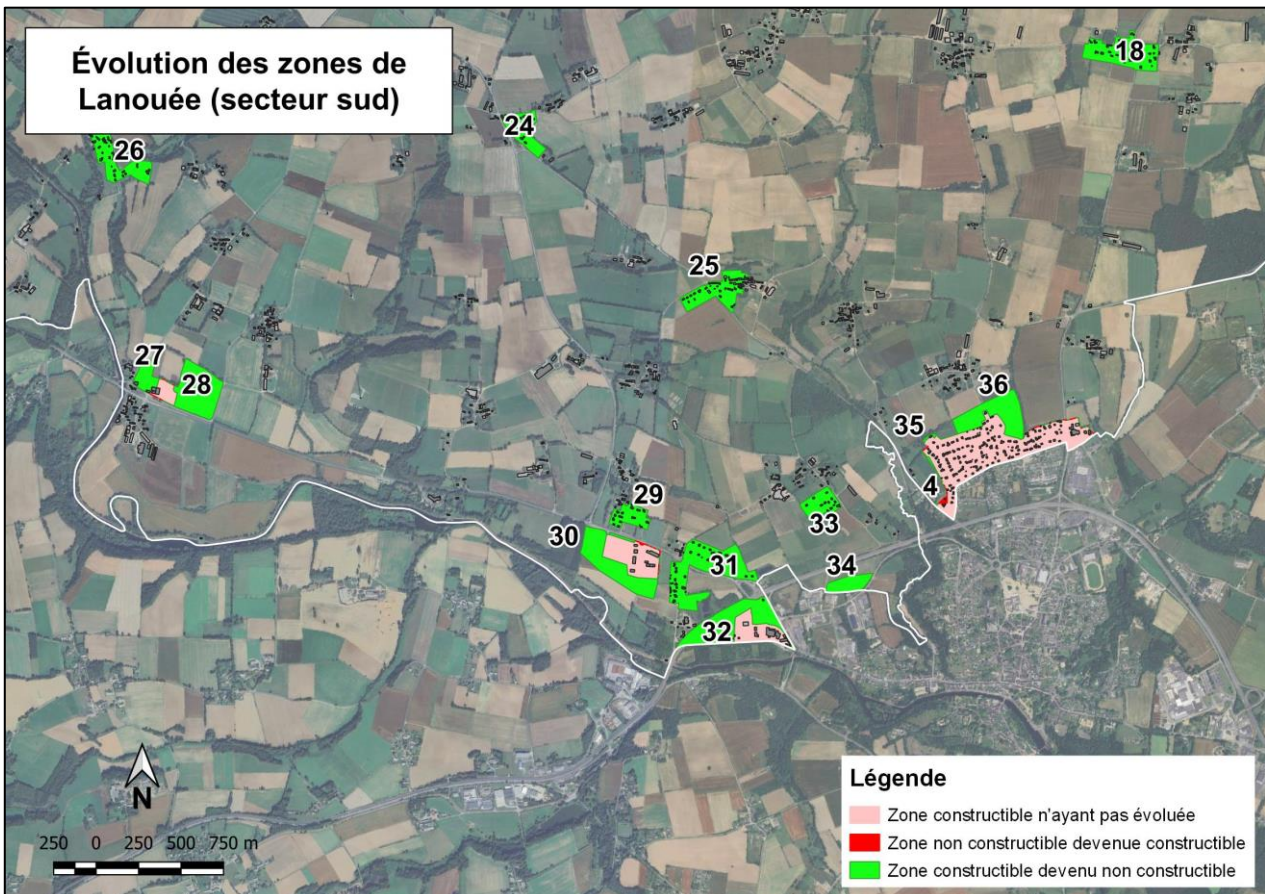 Évolution des zones de
Lanouée (secteur sud)
18
24
26
25
27
28
36
35
4
29
30
33
31
34
32
N
250 0 250 500 750 m
Légende
Zone constructible n'ayant pas évoluée
Zone non constructible devenue constructible
Zone constructible devenu non constructible